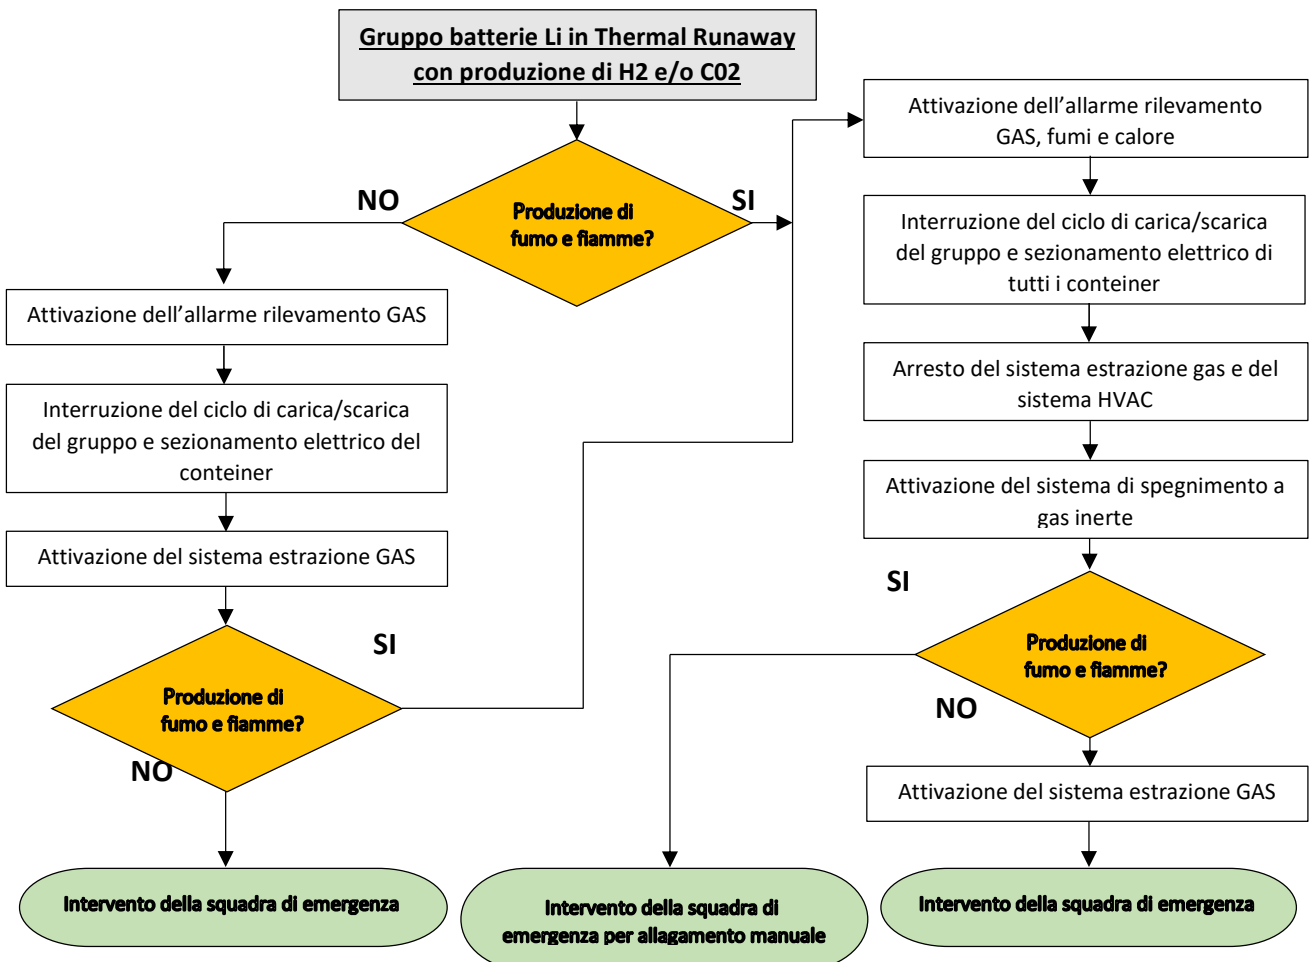 Gruppo batterie Li in Thermal Runaway
con produzione di H2 e/o C02
NO
SI
Produzione di
fumo e fiamme?
Attivazione dell'allarme rilevamento GAS
Interruzione del ciclo di carica/scarica
del gruppo e sezionamento elettrico del
conteiner
Attivazione del sistema estrazione GAS
SI
Produzione di
fumo e fiamme?
NO
Intervento della squadra di emergenza
Attivazione dell'allarme rilevamento
GAS, fumi e calore
Interruzione del ciclo di carica/scarica
del gruppo e sezionamento elettrico di
tutti i conteiner
Arresto del sistema estrazione gas e del
sistema HVAC
Attivazione del sistema di spegnimento a
gas inerte
SI
Produzione di
fumo e fiamme?
NO
Attivazione del sistema estrazione GAS
Intervento della squadra di
emergenza per allagamento manuale
Intervento della squadra di emergenza